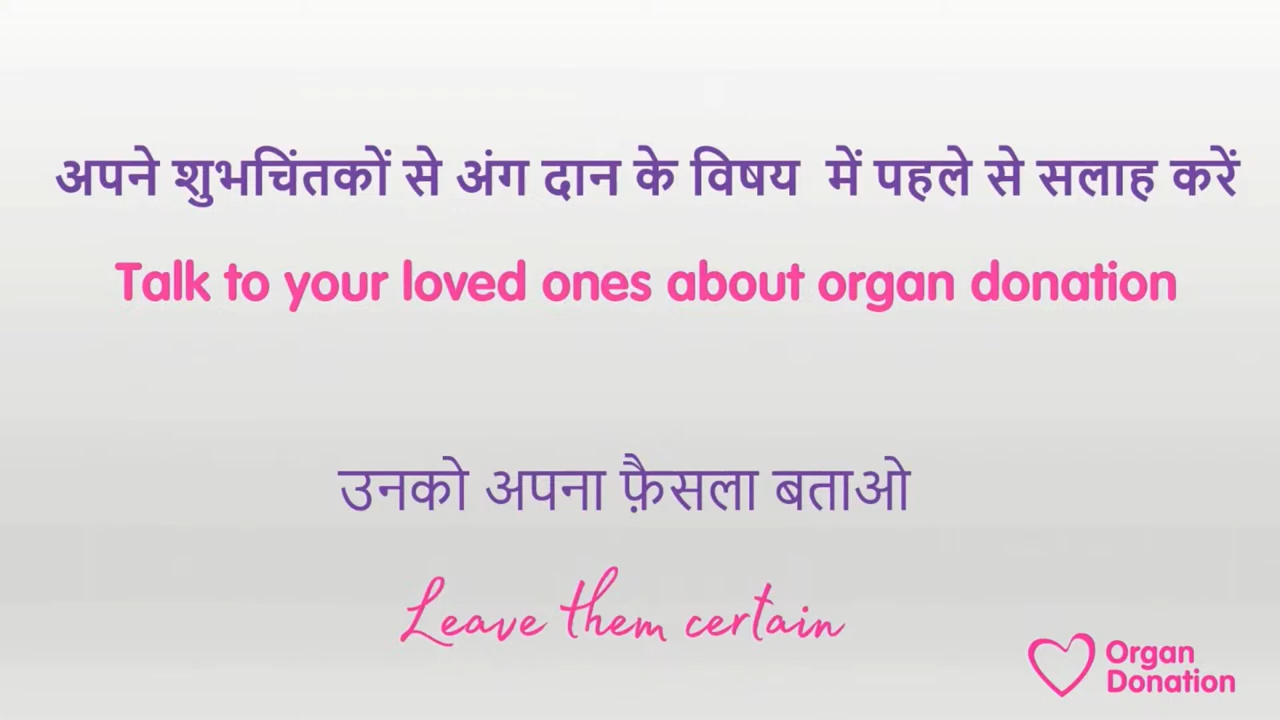 अपने शुभचिंतकों से अंग दान के विषय में पहले से सलाह करें
Talk to your loved ones about organ donation
उनको अपना फ़ैसला बताओ
Leave them certain
Organ
Donation